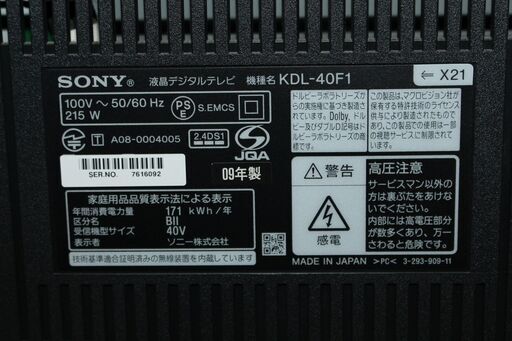 SONY® 液晶デジタルテレビ 機種名 KDL-40F1
← X21
100V 〜 50/60 Hz
215 W
PS E S.EMCS
T A08-0004005 2.4DS1
JQA
SER.NO. 7616092
09年製
家庭用品品質表示法による表示
年間消費電力量 171 kWh/年
区分名 BII
受信機型サイズ 40V
表示者 ソニー株式会社
技術基準適合証明済みの無線装置を内蔵しています。
ドルビーラボラトリーズか
らの実施権に基づき製造さ
れています。Dolby、ドル
ビー及びダブルD記号はド
ルビーラボラトリーズの商
標です。
この製品は、マクロビジョン社が
保有する特許技術のライセンス
供与により製造されています。
この製品の使用は一部
の視聴サービスに制限
されています。
警告
感電
高圧注意
サービスマン以外の
方は裏ぶたをあけな
いでください。
内部には高電圧部分
が数多くあり、万一
さわると危険です。
MADE IN JAPAN >PC< 3-293-909-11